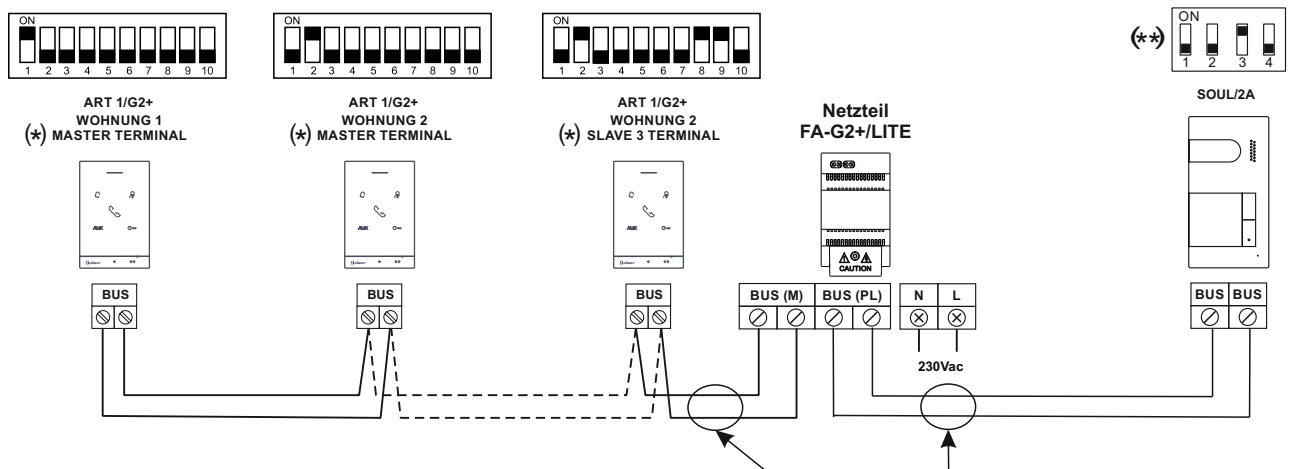 ON
1 2 3 4 5 6 7 8 9 10
ART 1/G2+
WOHNUNG 1
(*) MASTER TERMINAL
AUX
BUS
ON
1 2 3 4 5 6 7 8 9 10
ART 1/G2+
WOHNUNG 2
(*) MASTER TERMINAL
AUX
BUS
ON
1 2 3 4 5 6 7 8 9 10
ART 1/G2+
WOHNUNG 2
(*) SLAVE 3 TERMINAL
AUX
BUS
Netzteil
FA-G2+/LITE
CAUTION
BUS (M) BUS (PL) N L
230Vac
(**)
ON
1 2 3 4
SOUL/2A
BUS BUS